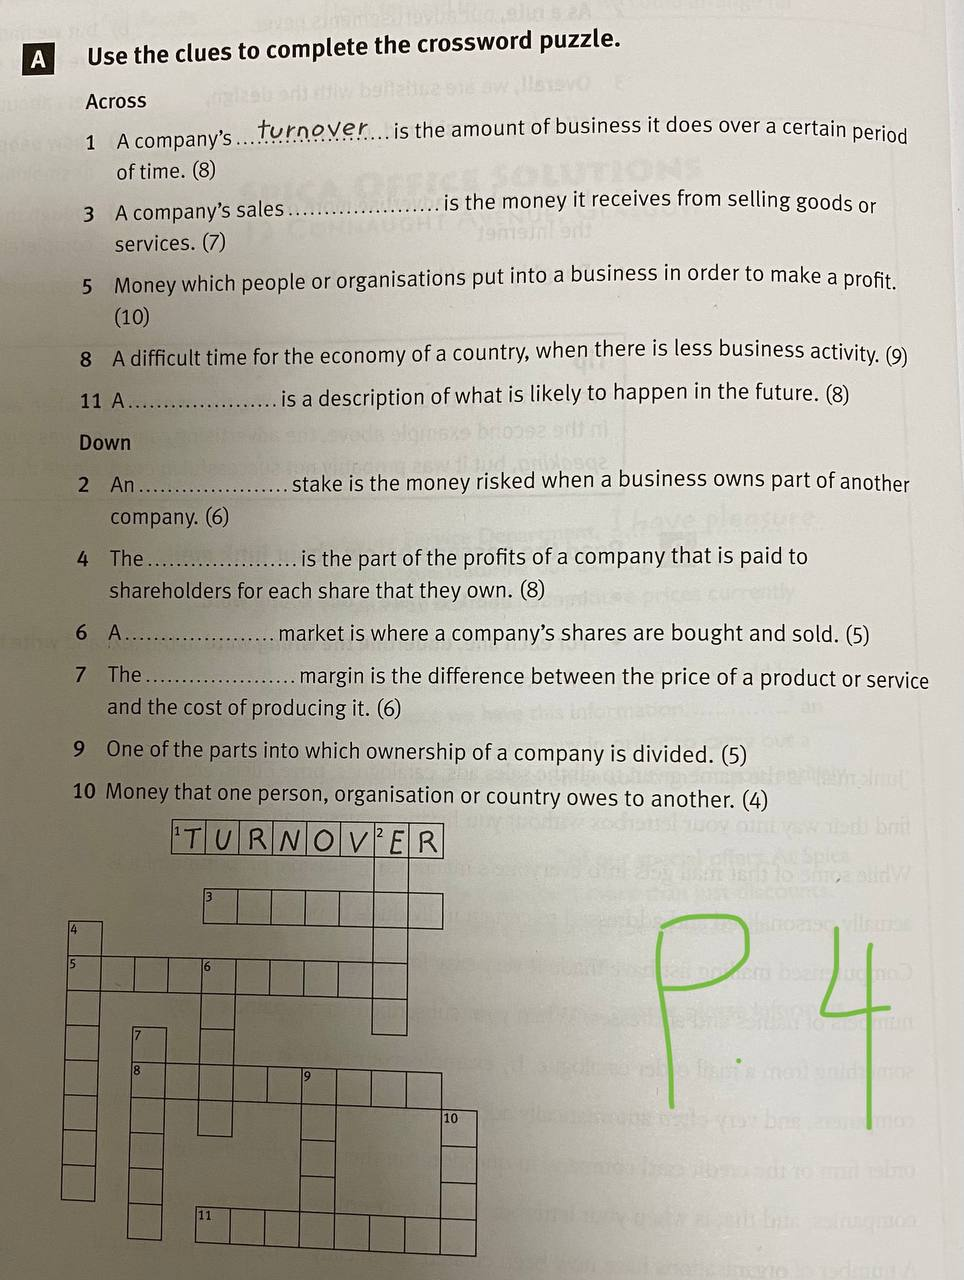 A Use the clues to complete the crossword puzzle.
Across
1 A company's ...turnover... is the amount of business it does over a certain period
of time. (8)
3 A company's sales ..................... is the money it receives from selling goods or
services. (7)
5 Money which people or organisations put into a business in order to make a profit.
(10)
8 A difficult time for the economy of a country, when there is less business activity. (9)
11 A ..................... is a description of what is likely to happen in the future. (8)
Down
2 An ..................... stake is the money risked when a business owns part of another
company. (6)
4 The ..................... is the part of the profits of a company that is paid to
shareholders for each share that they own. (8)
6 A ..................... market is where a company's shares are bought and sold. (5)
7 The ..................... margin is the difference between the price of a product or service
and the cost of producing it. (6)
9 One of the parts into which ownership of a company is divided. (5)
10 Money that one person, organisation or country owes to another. (4)
1 T U R N O V 2 E R
3
4
5 6
7
8 9
10
11
P.4